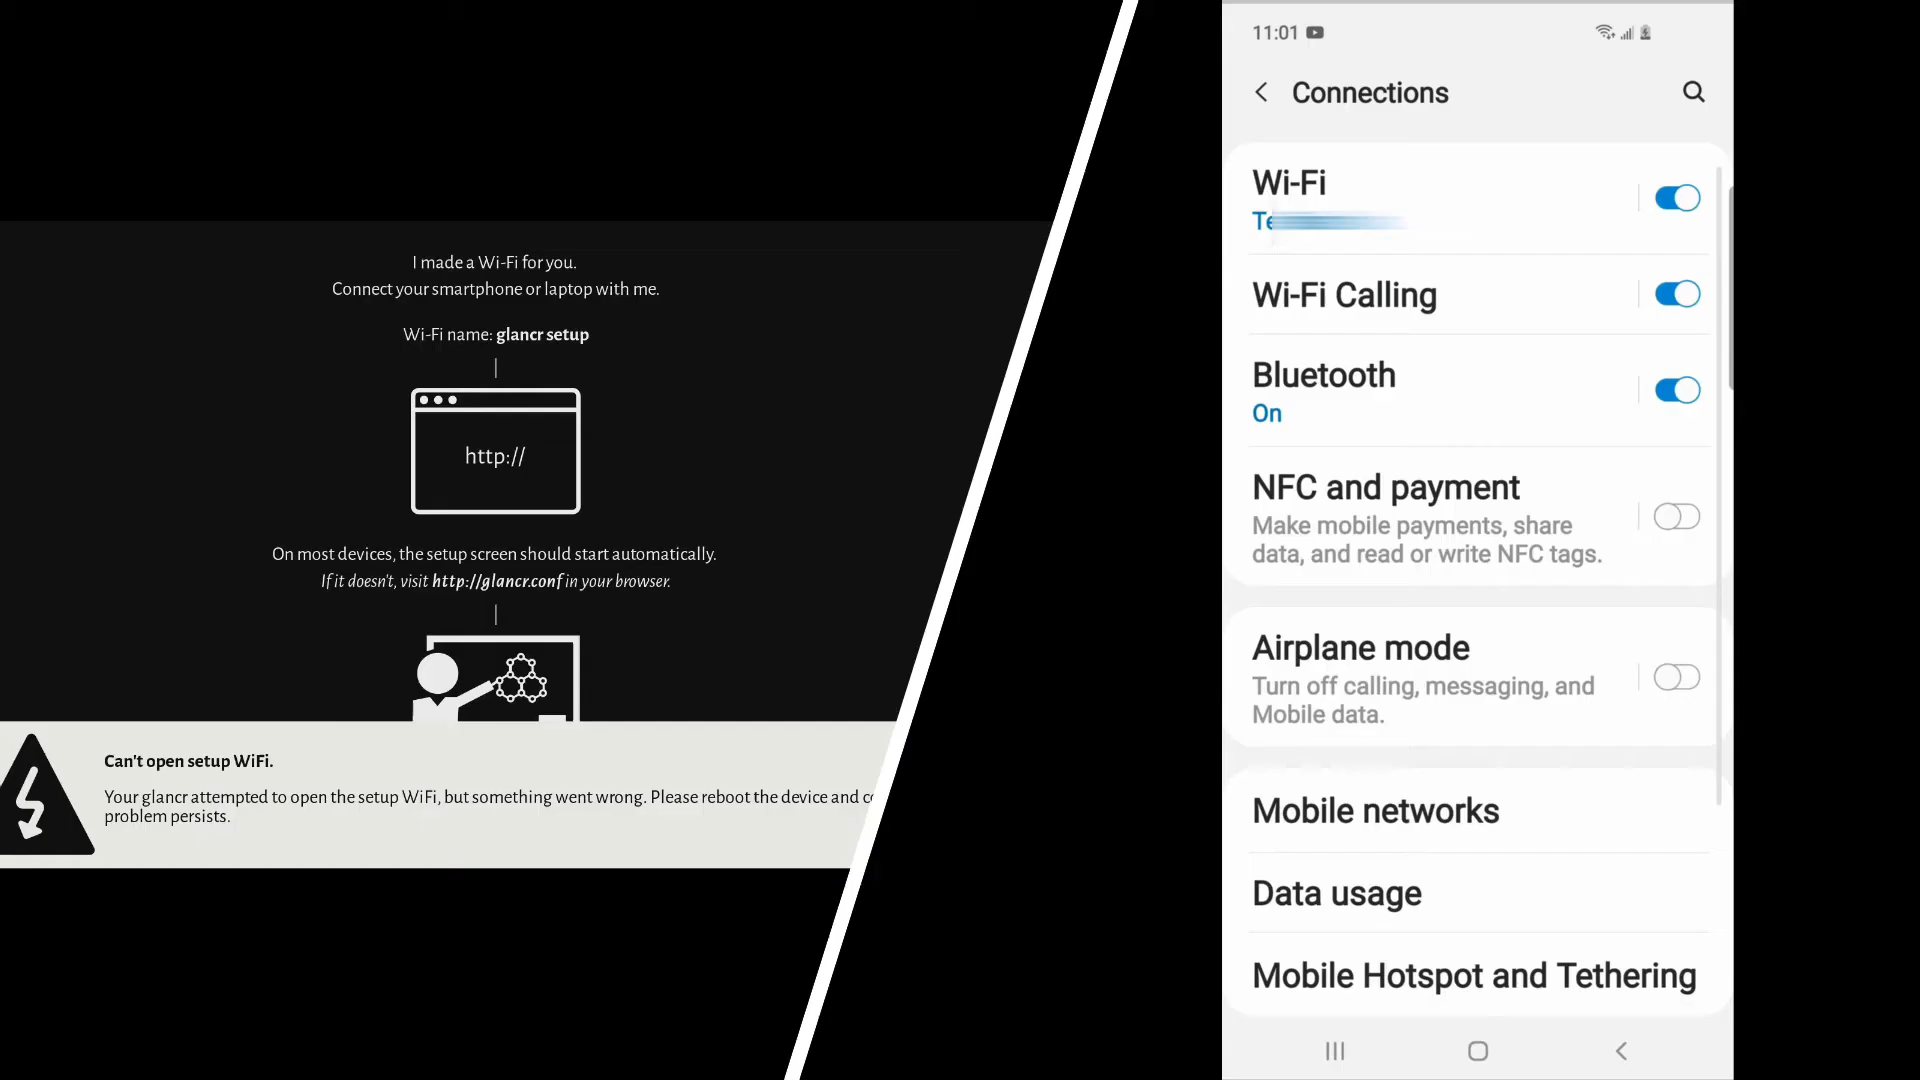 I made a Wi-Fi for you.
Connect your smartphone or laptop with me.
Wi-Fi name: glancr setup
http://
On most devices, the setup screen should start automatically.
If it doesn't, visit http://glancr.conf in your browser.
Can't open setup WiFi.
Your glancr attempted to open the setup WiFi, but something went wrong. Please reboot the device and
problem persists.
11:01
Connections
Wi-Fi
Wi-Fi Calling
Bluetooth
On
NFC and payment
Make mobile payments, share
data, and read or write NFC tags.
Airplane mode
Turn off calling, messaging, and
Mobile data.
Mobile networks
Data usage
Mobile Hotspot and Tethering